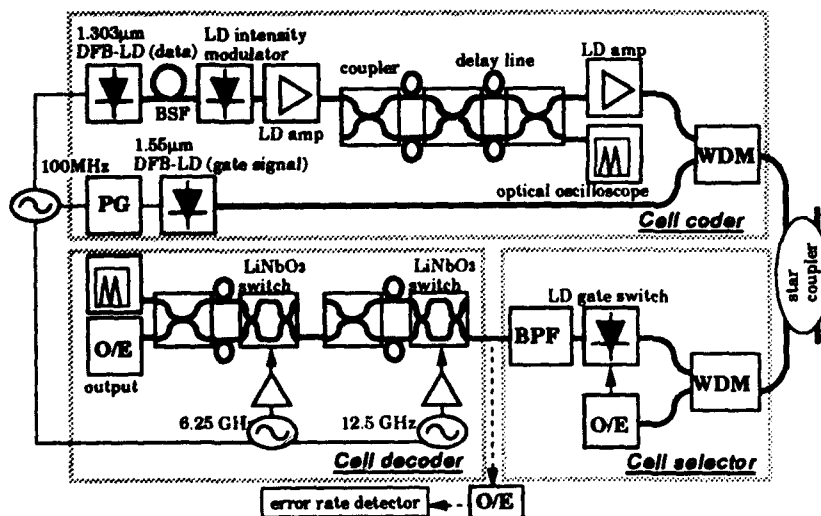 1.303μm
DFB-LD (data)
LD intensity
modulator
BSF
LD amp
coupler
delay line
LD amp
WDM
optical oscilloscope
Cell coder
100MHz
1.55μm
DFB-LD (gate signal)
PG
star
coupler
LiNbO3
switch
LiNbO3
switch
O/E
output
6.25 GHz
12.5 GHz
Cell decoder
BPF
LD gate switch
O/E
WDM
Cell selector
error rate detector
O/E